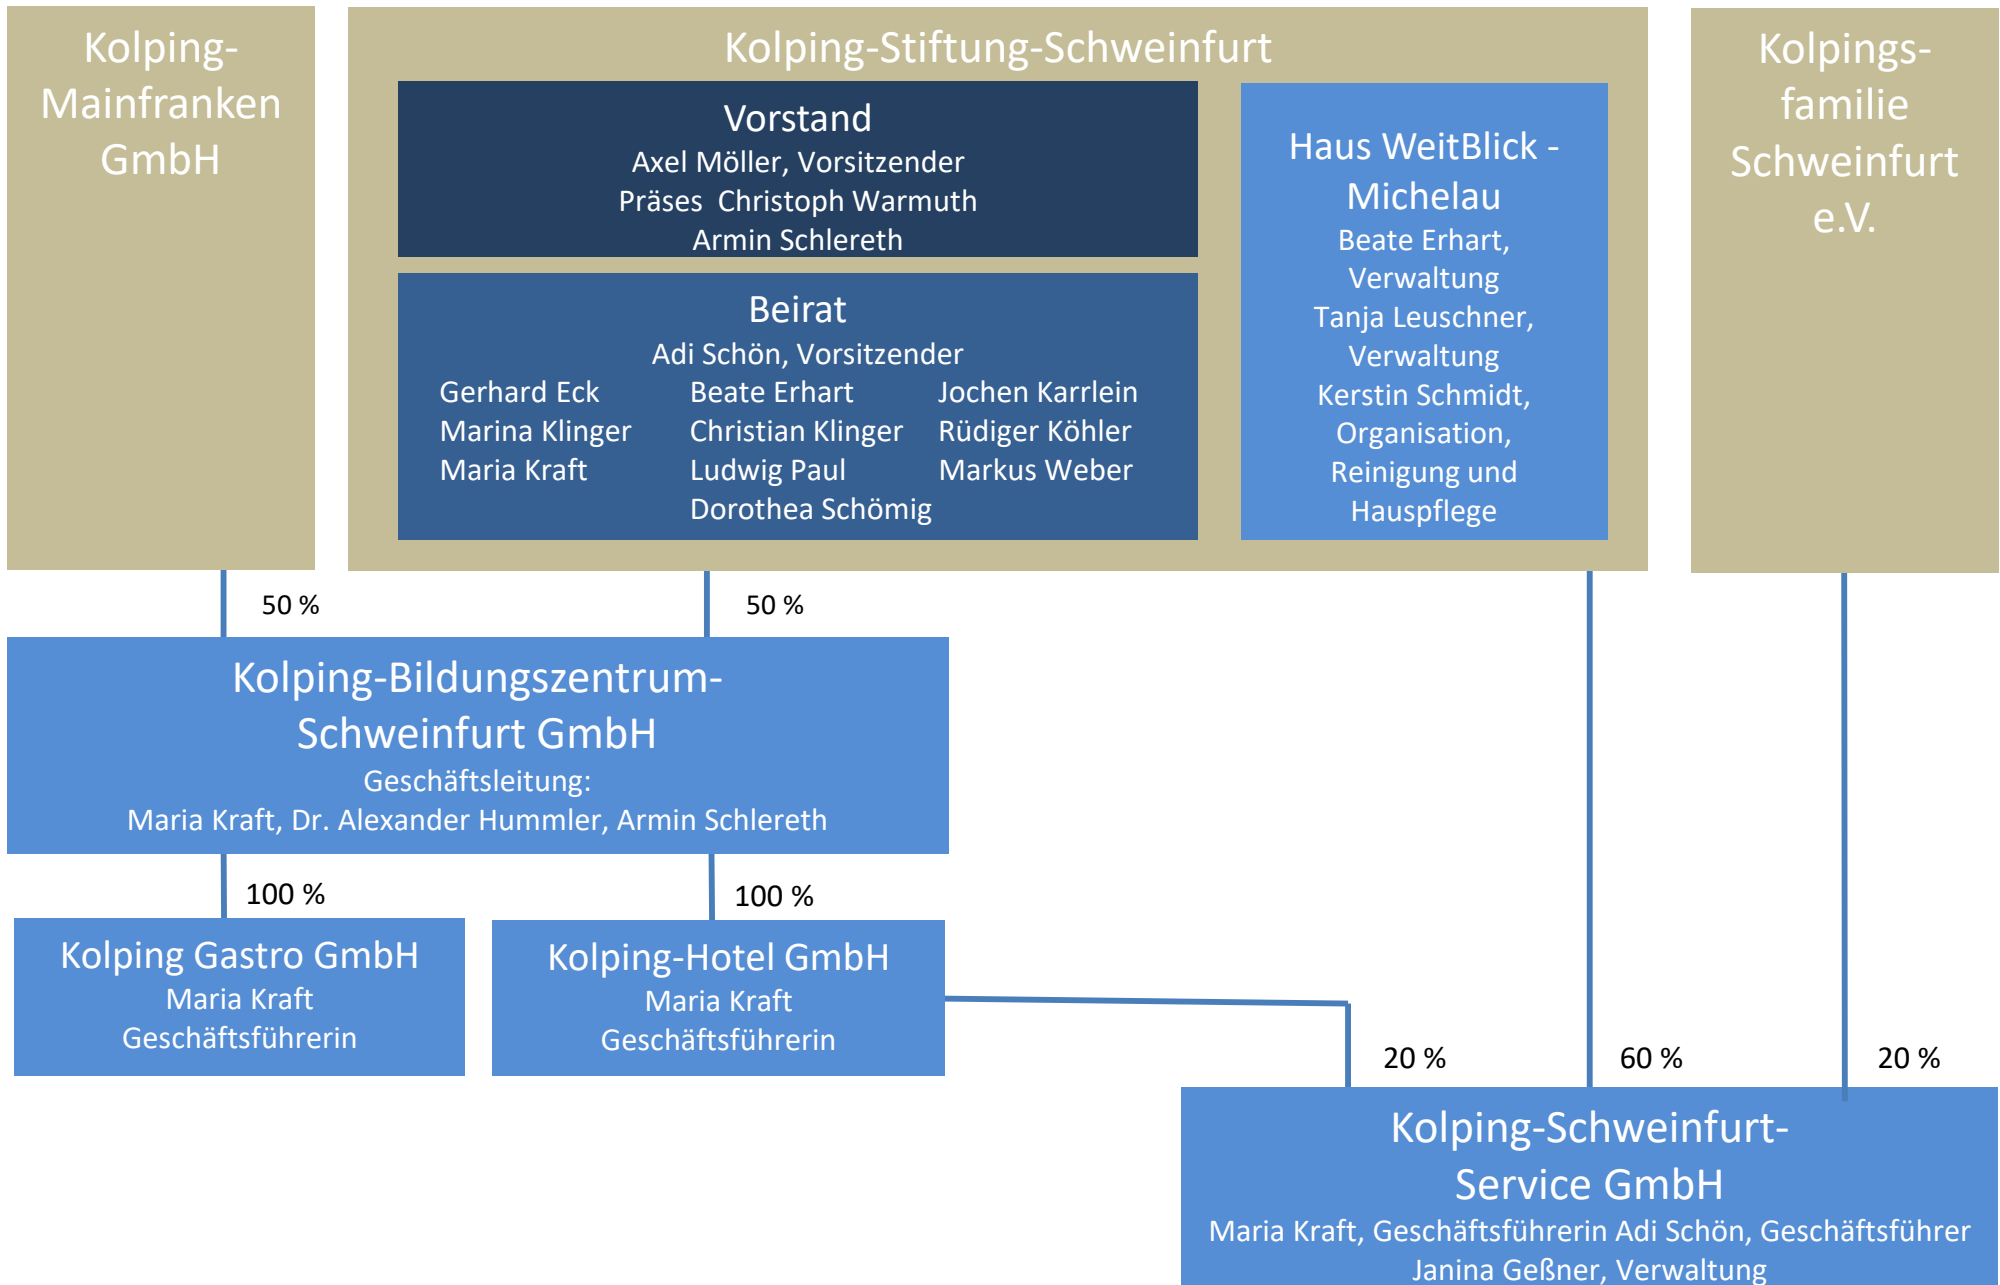 Kolping-
Mainfranken
GmbH
Kolping-Stiftung-Schweinfurt
Vorstand
Axel Möller, Vorsitzender
Präses  Christoph Warmuth
Armin Schlereth
Beirat
Adi Schön, Vorsitzender
Gerhard Eck
Marina Klinger
Maria Kraft
Beate Erhart
Christian Klinger
Ludwig Paul
Dorothea Schömig
Jochen Karrlein
Rüdiger Köhler
Markus Weber
Haus WeitBlick -
Michelau
Beate Erhart,
Verwaltung
Tanja Leuschner,
Verwaltung
Kerstin Schmidt,
Organisation,
Reinigung und
Hauspflege
Kolpings-
familie
Schweinfurt
e.V.
50 %
50 %
Kolping-Bildungszentrum-
Schweinfurt GmbH
Geschäftsleitung:
Maria Kraft, Dr. Alexander Hummler, Armin Schlereth
100 %
100 %
Kolping Gastro GmbH
Maria Kraft
Geschäftsführerin
Kolping-Hotel GmbH
Maria Kraft
Geschäftsführerin
20 %
60 %
20 %
Kolping-Schweinfurt-
Service GmbH
Maria Kraft, Geschäftsführerin Adi Schön, Geschäftsführer
Janina Geßner, Verwaltung